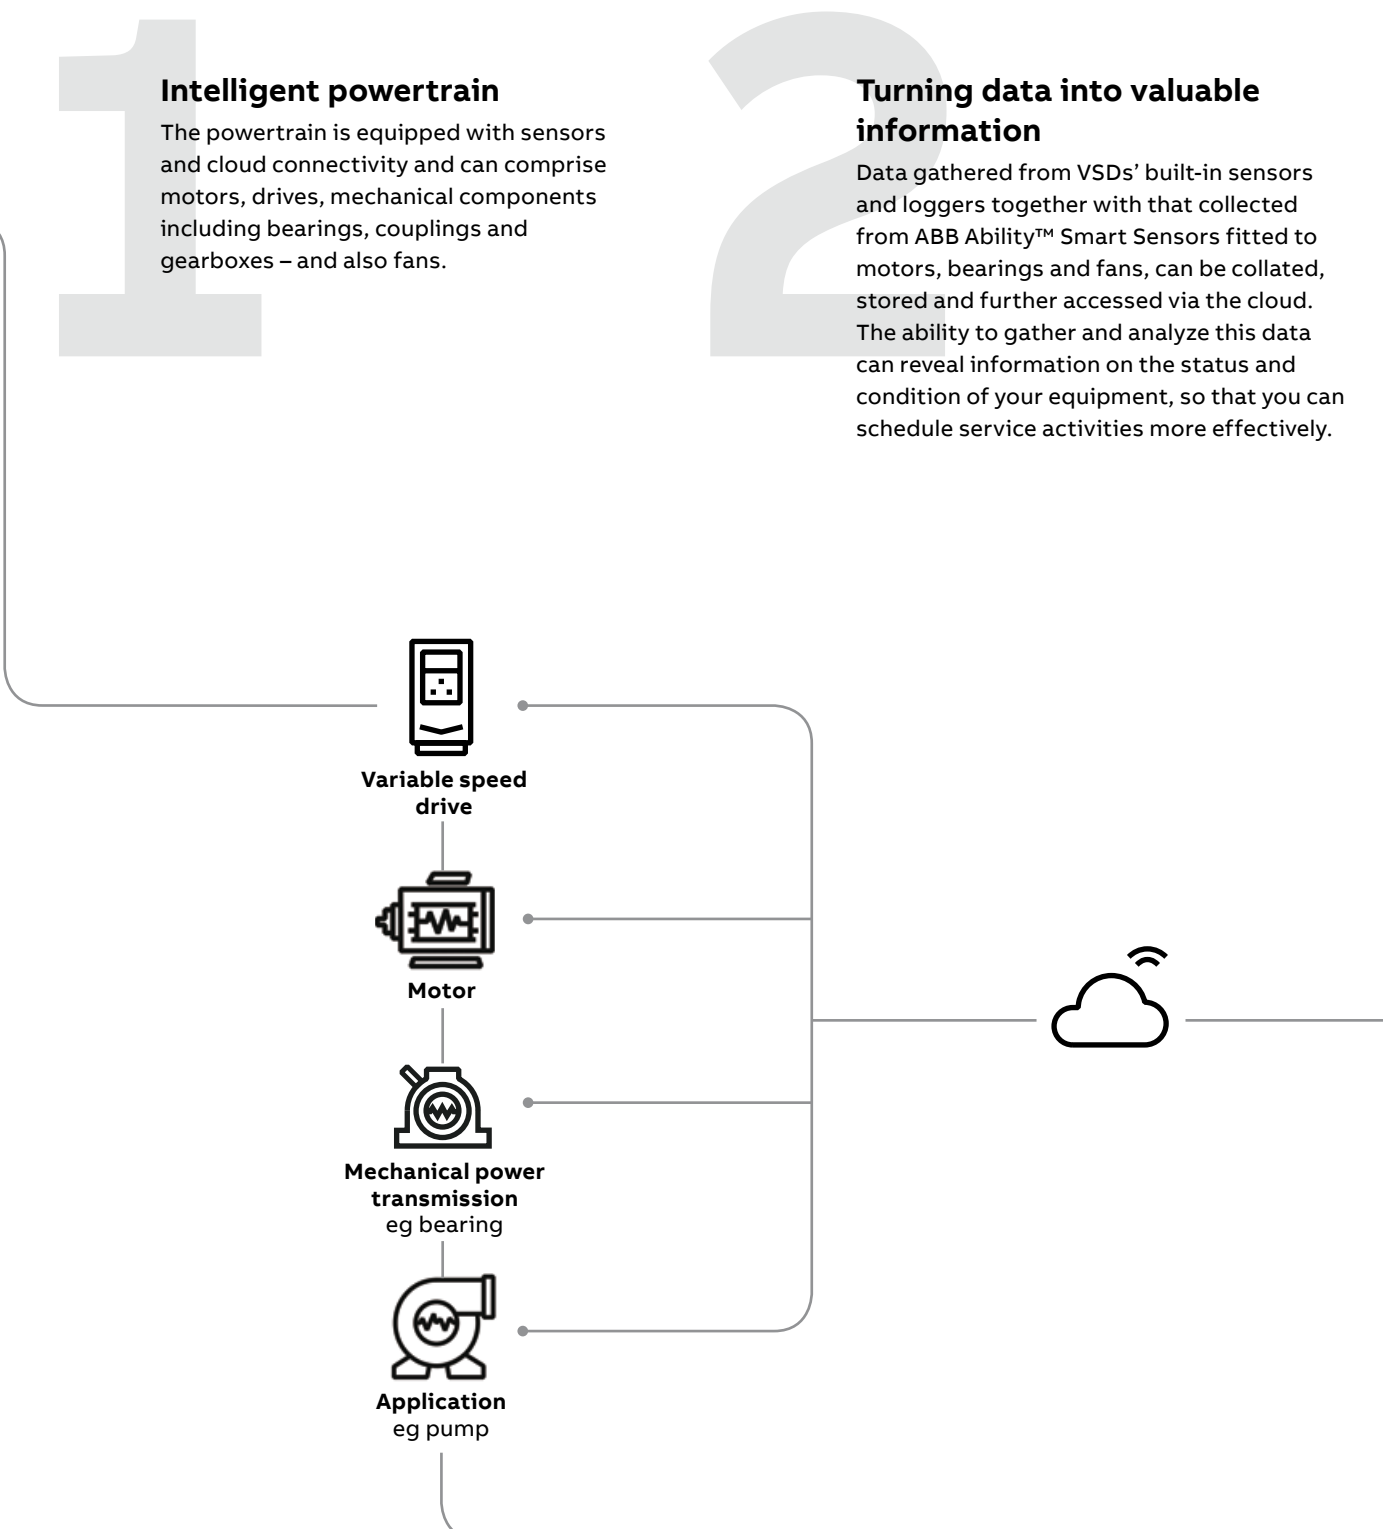 1
Intelligent powertrain
The powertrain is equipped with sensors
and cloud connectivity and can comprise
motors, drives, mechanical components
including bearings, couplings and
gearboxes – and also fans.
2
Turning data into valuable
information
Data gathered from VSDs’ built-in sensors
and loggers together with that collected
from ABB Ability™ Smart Sensors fitted to
motors, bearings and fans, can be collated,
stored and further accessed via the cloud.
The ability to gather and analyze this data
can reveal information on the status and
condition of your equipment, so that you can
schedule service activities more effectively.
Variable speed
drive
Motor
Mechanical power
transmission
eg bearing
Application
eg pump